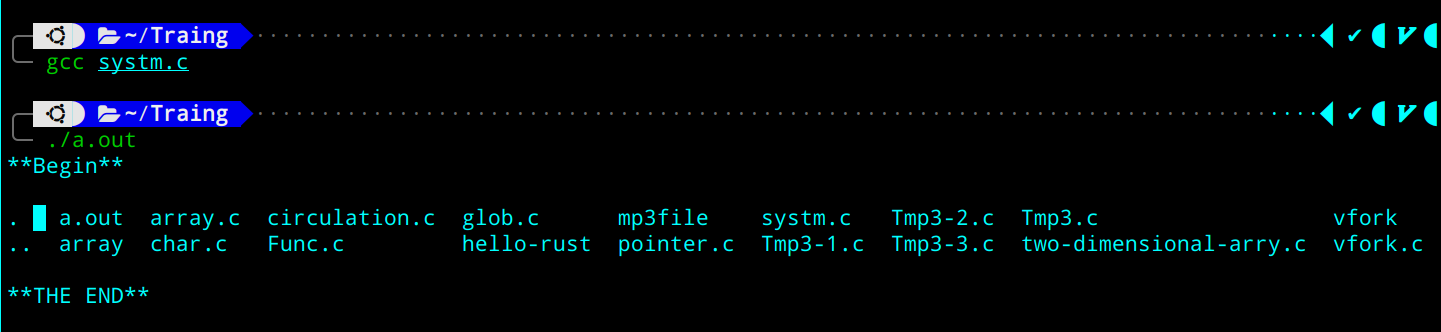 ~/Traing
gcc systm.c
~/Traing
./a.out
**Begin**
. a.out array.c circulation.c glob.c mp3file systm.c Tmp3-2.c Tmp3.c vfork
.. array char.c Func.c hello-rust pointer.c Tmp3-1.c Tmp3-3.c two-dimensional-arry.c vfork.c
**THE END**